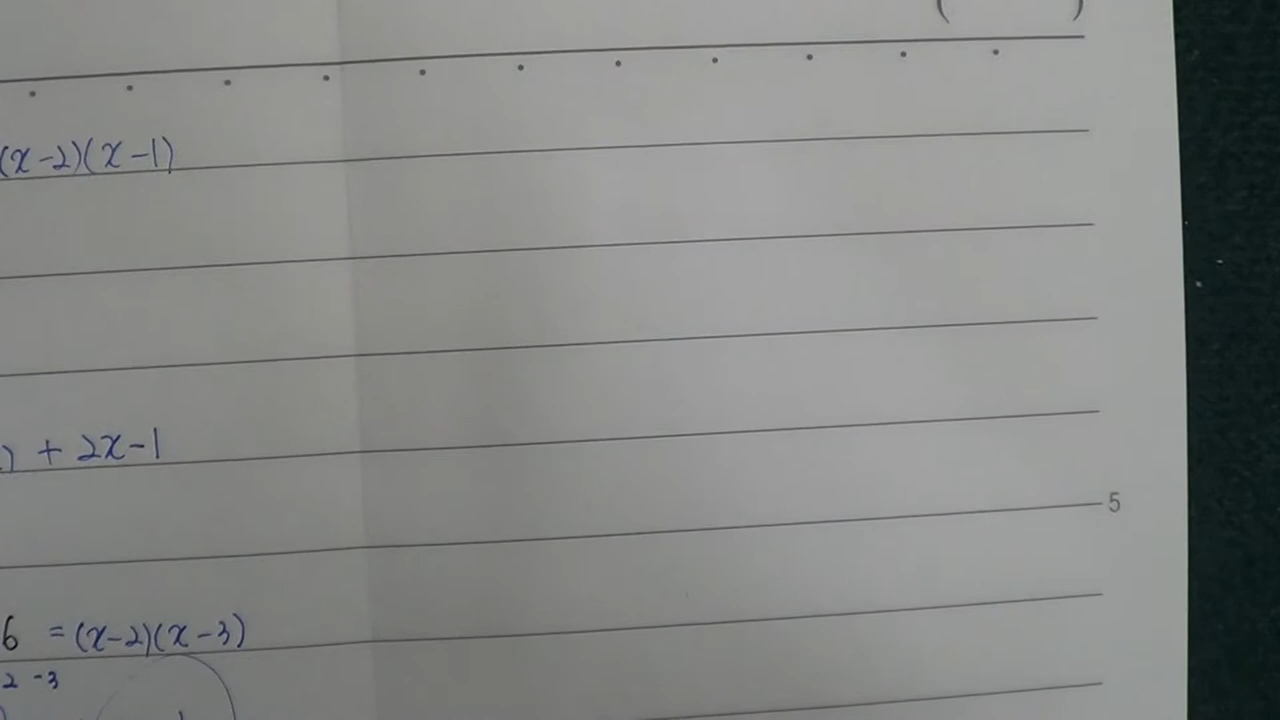 (x-2)(x-1)
+ 2x-1
5
6 =(x-2)(x-3)
2 -3